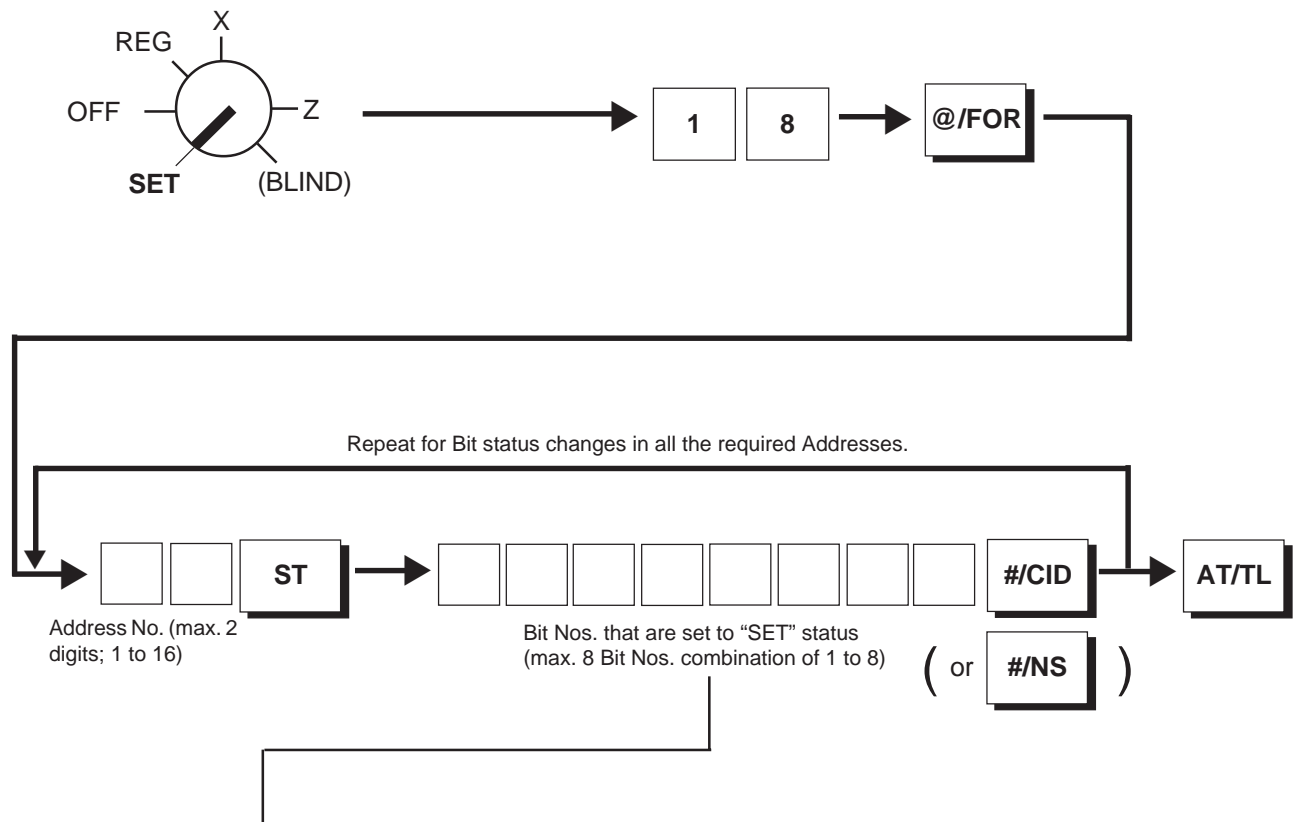 X
REG
OFF
Z
SET
(BLIND)
1 8 @/FOR
Repeat for Bit status changes in all the required Addresses.
ST #/CID AT/TL
Address No. (max. 2
digits; 1 to 16)
Bit Nos. that are set to “SET” status
(max. 8 Bit Nos. combination of 1 to 8)
( or #/NS )